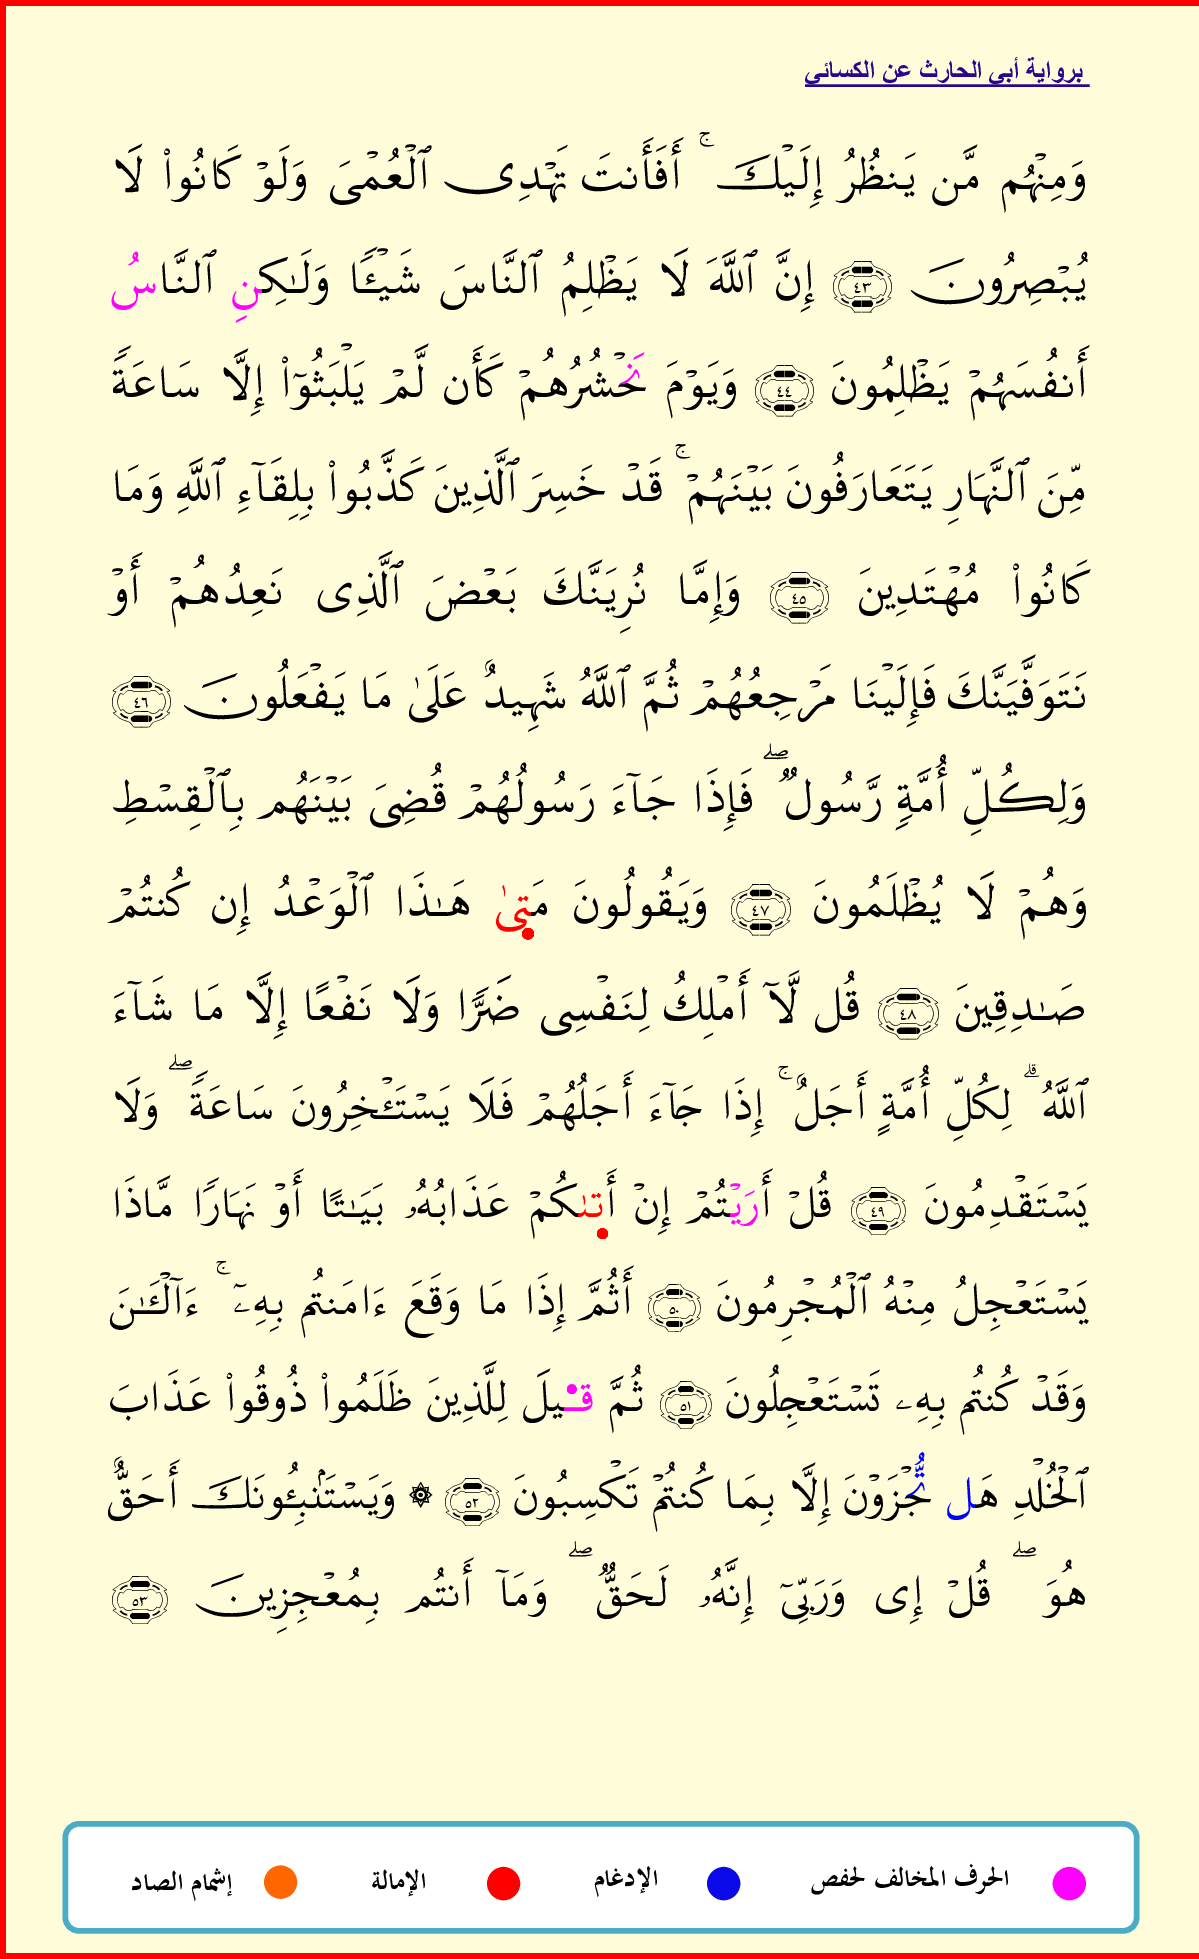 برواية أبي الحارث عن الكسائي
وَمِنْهُم مَّن يَنظُرُ إِلَيْكَ ۚ أَفَأَنتَ تَهْدِى ٱلْعُمْىَ وَلَوْ كَانُوا۟ لَا
يُبْصِرُونَ ٤٣ إِنَّ ٱللَّهَ لَا يَظْلِمُ ٱلنَّاسَ شَيْـًٔا وَلَـٰكِنِ ٱلنَّاسُ
أَنفُسَهُمْ يَظْلِمُونَ ٤٤ وَيَوْمَ نَحْشُرُهُمْ كَأَن لَّمْ يَلْبَثُوٓا۟ إِلَّا سَاعَةً
مِّنَ ٱلنَّهَارِ يَتَعَارَفُونَ بَيْنَهُمْ ۚ قَدْ خَسِرَ ٱلَّذِينَ كَذَّبُوا۟ بِلِقَآءِ ٱللَّهِ وَمَا
كَانُوا۟ مُهْتَدِينَ ٤٥ وَإِمَّا نُرِيَنَّكَ بَعْضَ ٱلَّذِى نَعِدُهُمْ أَوْ
نَتَوَفَّيَنَّكَ فَإِلَيْنَا مَرْجِعُهُمْ ثُمَّ ٱللَّهُ شَهِيدٌ عَلَىٰ مَا يَفْعَلُونَ ٤٦
وَلِكُلِّ أُمَّةٍ رَّسُولٌ ۖ فَإِذَا جَآءَ رَسُولُهُمْ قُضِىَ بَيْنَهُم بِٱلْقِسْطِ
وَهُمْ لَا يُظْلَمُونَ ٤٧ وَيَقُولُونَ مَتِىٰ هَـٰذَا ٱلْوَعْدُ إِن كُنتُمْ
صَـٰدِقِينَ ٤٨ قُل لَّآ أَمْلِكُ لِنَفْسِى ضَرًّا وَلَا نَفْعًا إِلَّا مَا شَآءَ
ٱللَّهُ ۗ لِكُلِّ أُمَّةٍ أَجَلٌ ۚ إِذَا جَآءَ أَجَلُهُمْ فَلَا يَسْتَـْٔخِرُونَ سَاعَةً ۖ وَلَا
يَسْتَقْدِمُونَ ٤٩ قُلْ أَرَيْتُمْ إِنْ أَتىٰكُمْ عَذَابُهُۥ بَيَـٰتًا أَوْ نَهَارًا مَّاذَا
يَسْتَعْجِلُ مِنْهُ ٱلْمُجْرِمُونَ ٥٠ أَثُمَّ إِذَا مَا وَقَعَ ءَامَنتُم بِهِۦٓ ۚ ءَآلْـَٔـٰنَ
وَقَدْ كُنتُم بِهِۦ تَسْتَعْجِلُونَ ٥١ ثُمَّ قيلَ لِلَّذِينَ ظَلَمُوا۟ ذُوقُوا۟ عَذَابَ
ٱلْخُلْدِ هَل تُّجْزَوْنَ إِلَّا بِمَا كُنتُمْ تَكْسِبُونَ ٥٢ ۞ وَيَسْتَنۢبِـُٔونَكَ أَحَقٌّ
هُوَ ۖ قُلْ إِى وَرَبِّىٓ إِنَّهُۥ لَحَقٌّ ۖ وَمَآ أَنتُم بِمُعْجِزِينَ ٥٣
الحرف المخالف لحفص الإدغام الإمالة إشمام الصاد